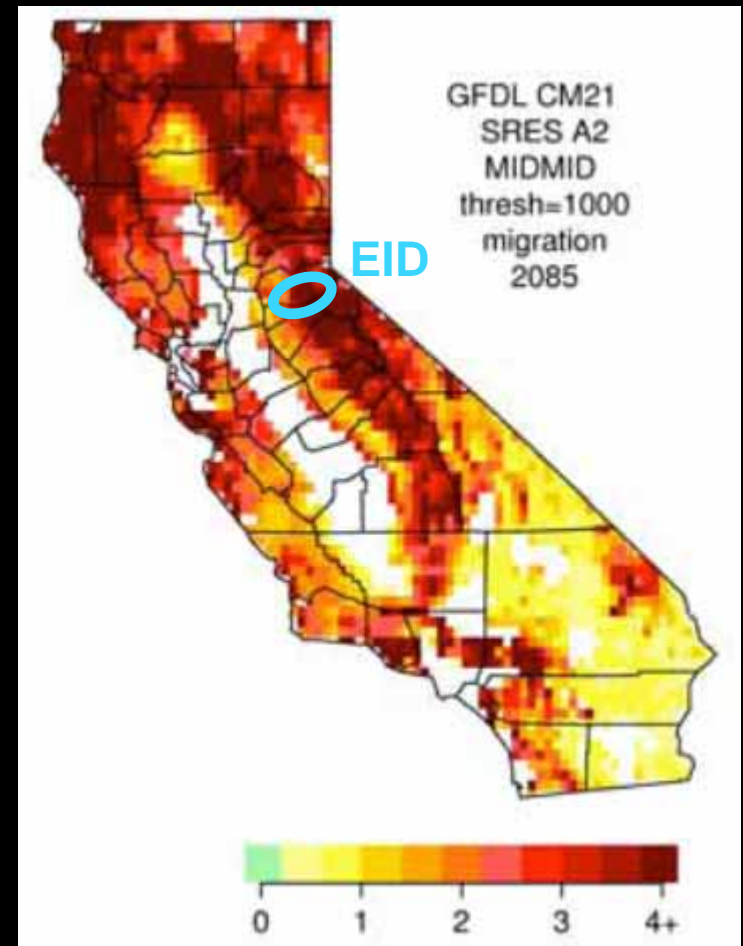 GFDL CM21
SRES A2
MIDMID
thresh=1000
migration
2085
EID
0 1 2 3 4+